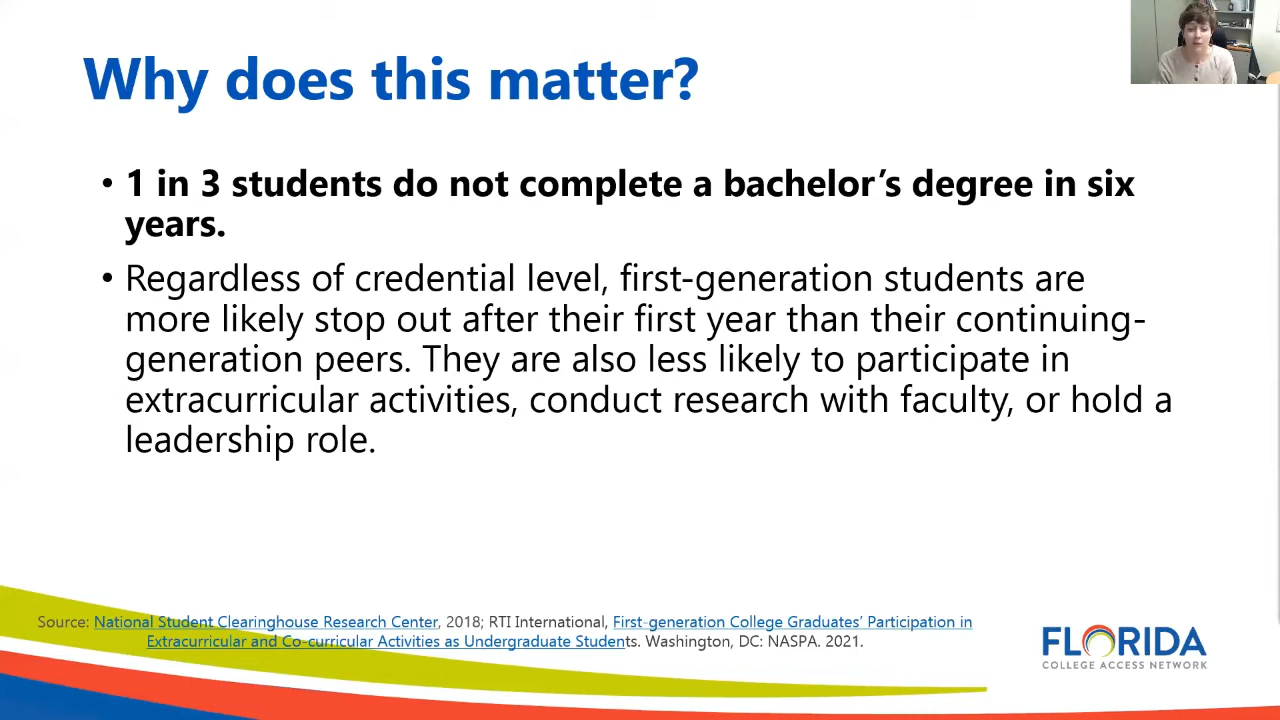 Why does this matter?
• 1 in 3 students do not complete a bachelor’s degree in six
years.
• Regardless of credential level, first-generation students are
more likely stop out after their first year than their continuing-
generation peers. They are also less likely to participate in
extracurricular activities, conduct research with faculty, or hold a
leadership role.
Source: National Student Clearinghouse Research Center, 2018; RTI International, First-generation College Graduates’ Participation in
Extracurricular and Co-curricular Activities as Undergraduate Students. Washington, DC: NASPA. 2021.
FLORIDA
COLLEGE ACCESS NETWORK